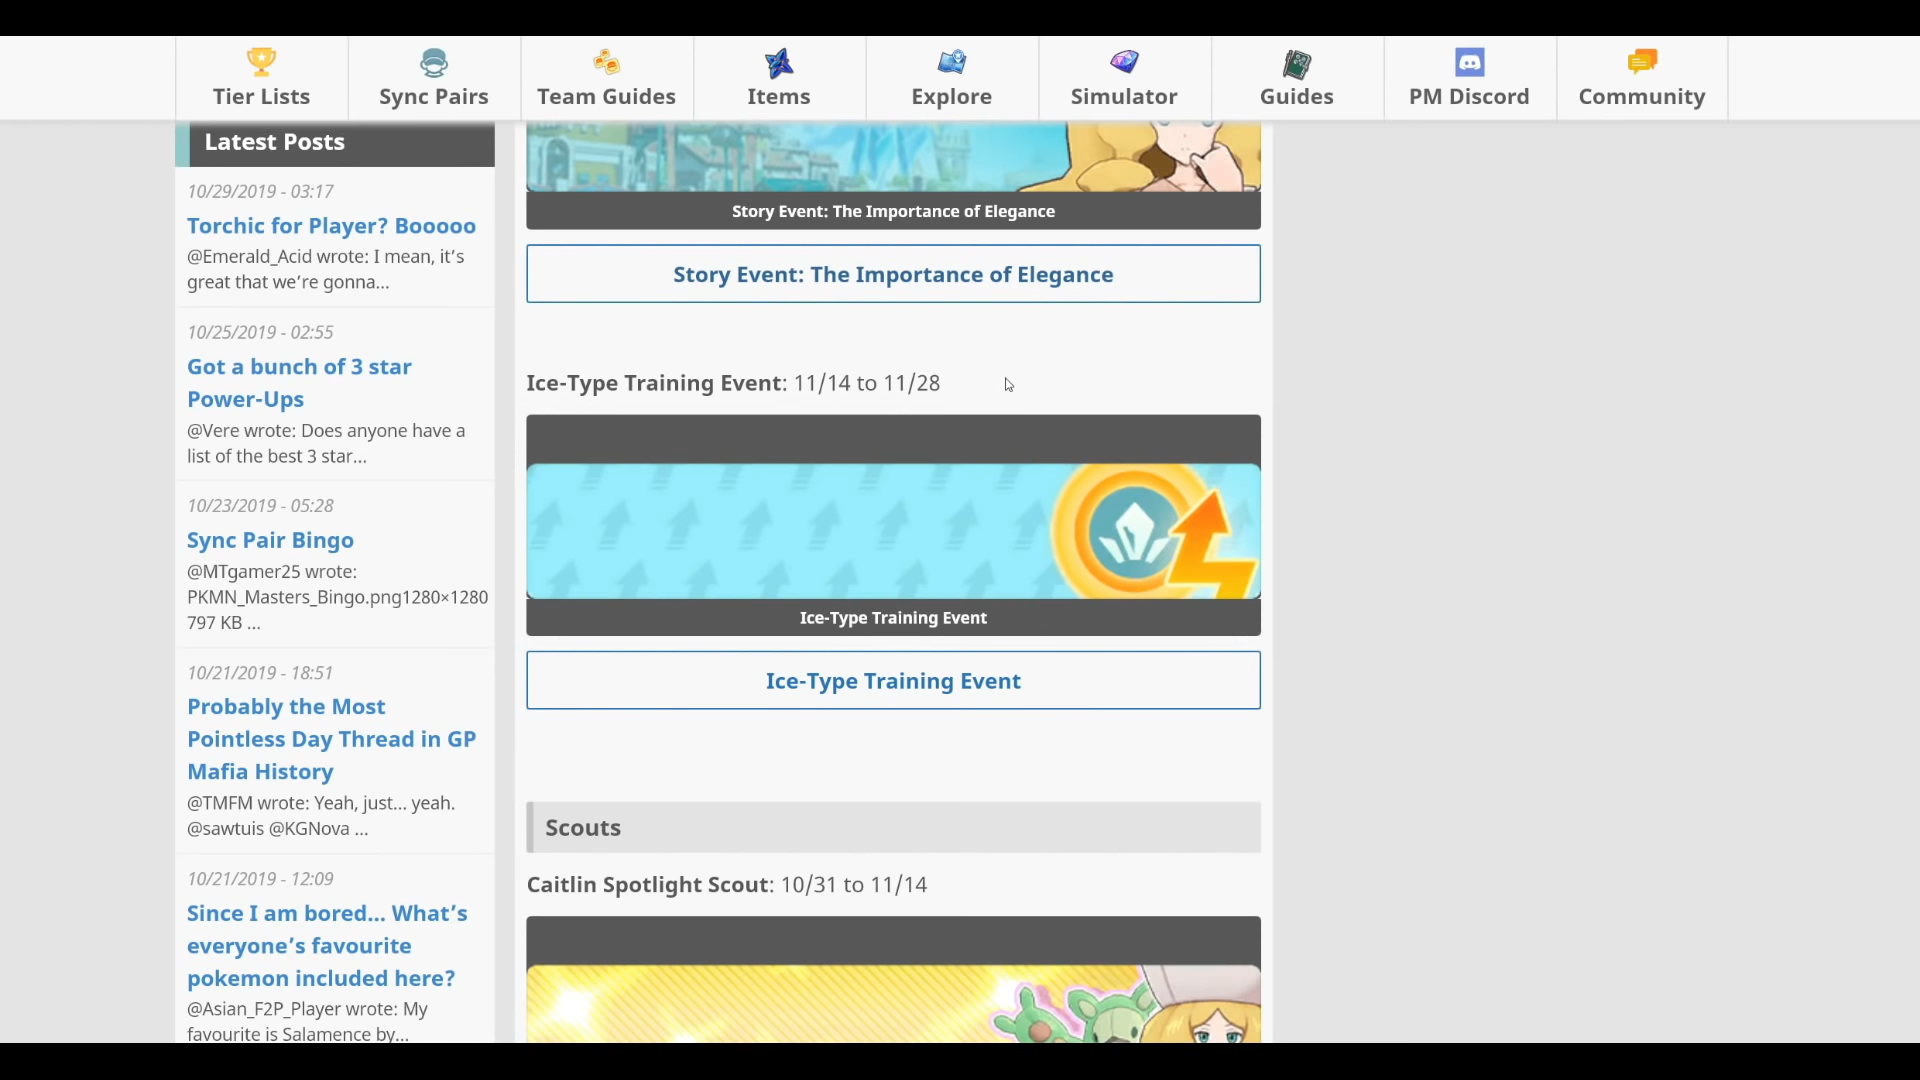 Tier Lists
Sync Pairs
Team Guides
Items
Explore
Simulator
Guides
PM Discord
Community
Latest Posts
10/29/2019 - 03:17
Torchic for Player? Booooo
@Emerald_Acid wrote: I mean, it's
great that we're gonna...
10/25/2019 - 02:55
Got a bunch of 3 star
Power-Ups
@Vere wrote: Does anyone have a
list of the best 3 star...
10/23/2019 - 05:28
Sync Pair Bingo
@MTgamer25 wrote:
PKMN_Masters_Bingo.png1280×1280
797 KB ...
10/21/2019 - 18:51
Probably the Most
Pointless Day Thread in GP
Mafia History
@TMFM wrote: Yeah, just... yeah.
@sawtuis @KGNova ...
10/21/2019 - 12:09
Since I am bored... What's
everyone's favourite
pokemon included here?
@Asian_F2P_Player wrote: My
favourite is Salamence by...
Story Event: The Importance of Elegance
Story Event: The Importance of Elegance
Ice-Type Training Event: 11/14 to 11/28
Ice-Type Training Event
Ice-Type Training Event
Scouts
Caitlin Spotlight Scout: 10/31 to 11/14